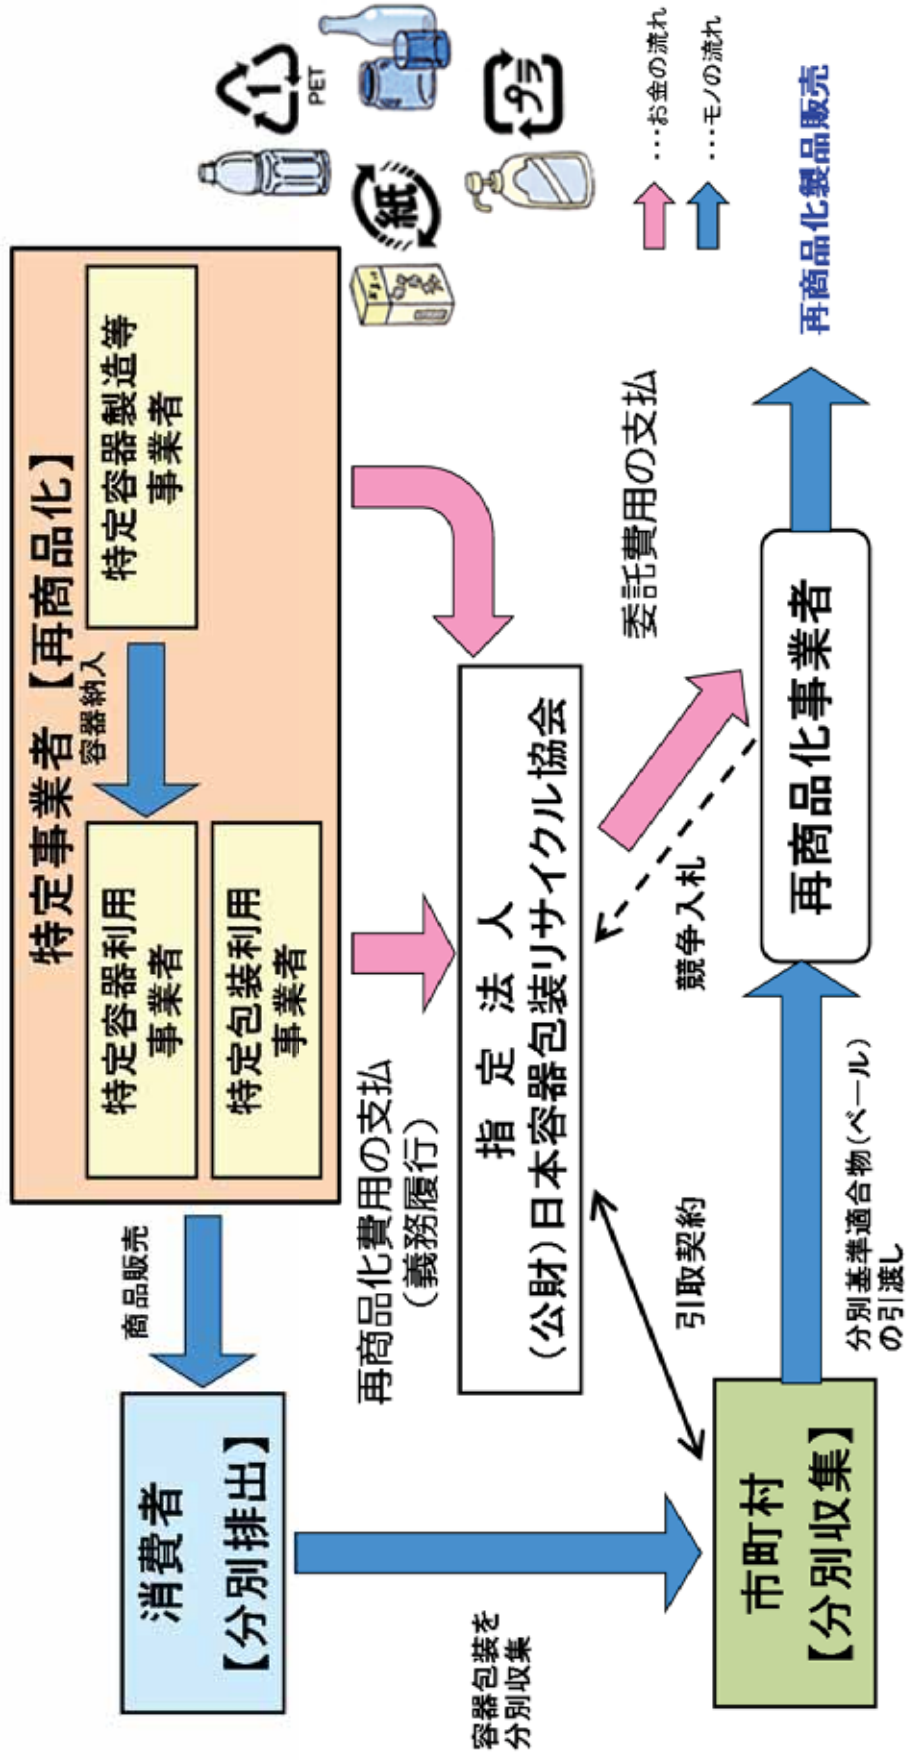 特定事業者【再商品化】
特定容器利用
事業者
容器納入
特定容器製造等
事業者
特定包装利用
事業者
PET
1
紙
プラ
消費者
【分別排出】
商品販売
再商品化費用の支払
(義務履行)
指定法人
(公財)日本容器包装リサイクル協会
容器包装を
分別収集
引取契約
競争入札
委託費用の支払
・・・お金の流れ
・・・モノの流れ
市町村
【分別収集】
分別基準適合物(ベール)
の引渡し
再商品化事業者
再商品化製品販売